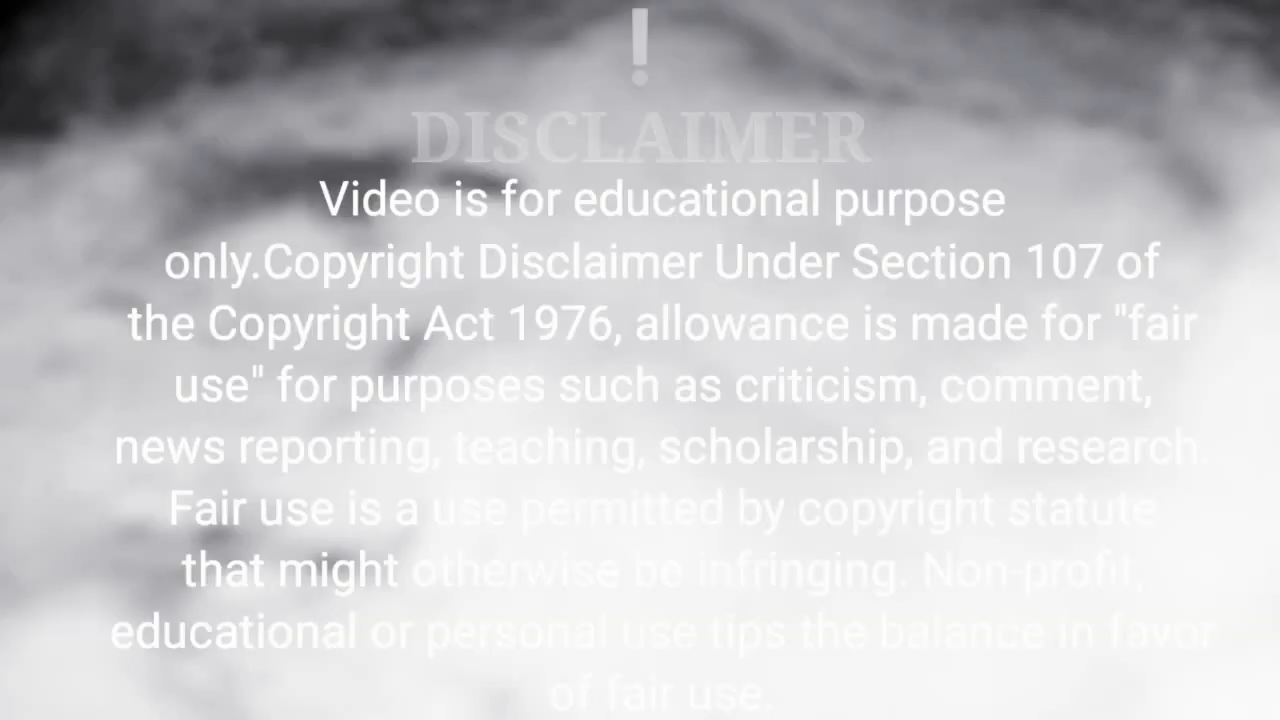 !
DISCLAIMER
Video is for educational purpose
only.Copyright Disclaimer Under Section 107 of
the Copyright Act 1976, allowance is made for "fair
use" for purposes such as criticism, comment,
news reporting, teaching, scholarship, and research.
Fair use is a use permitted by copyright statute
that might otherwise be infringing. Non-profit,
educational or personal use tips the balance in favor
of fair use.